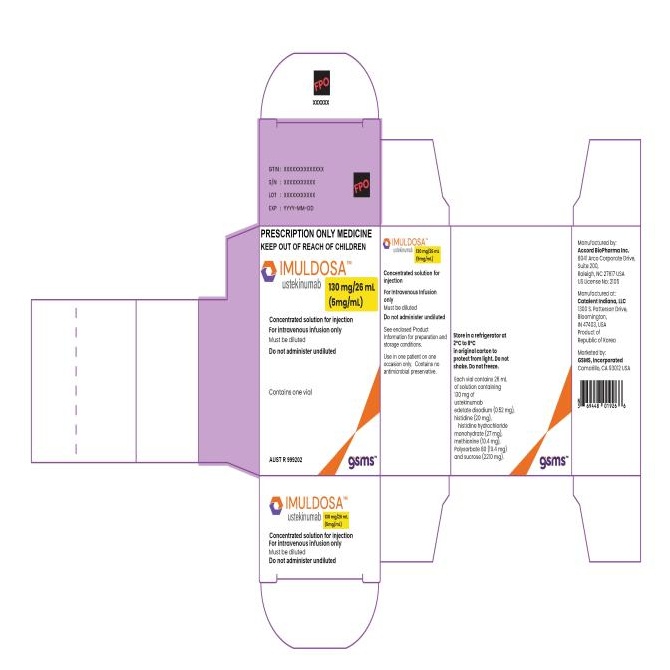 FPO
XXXXXX
GTIN : XXXXXXXXXXXXXX
S/N : XXXXXXXXXX
LOT : XXXXXXXXXX
EXP : YYYY-MM-DD
FPO
PRESCRIPTION ONLY MEDICINE
KEEP OUT OF REACH OF CHILDREN
IMULDOSA™
ustekinumab
130 mg/26 mL
(5mg/mL)
Concentrated solution for injection
For intravenous infusion only
Must be diluted
Do not administer undiluted
Contains one vial
AUST R 999202
gsms™
IMULDOSA™
ustekinumab
130 mg/26 mL
(5mg/mL)
Concentrated solution for
injection
For Intravenous Infusion
only
Must be diluted
Do not administer undiluted
See enclosed Product
Information for preparation and
storage conditions.
Use in one patient on one
occasion only. Contains no
antimicrobial preservative.
Store in a refrigerator at
2°C to 8°C
in original carton to
protect from light. Do not
shake. Do not freeze.
Each vial contains 26 mL
of solution containing
130 mg of
ustekinumab
edetate disodium (0.52 mg),
histidine (20 mg),
histidine hydrochloride
monohydrate (27 mg),
methionine (10.4 mg),
Polysorbate 80 (10.4 mg)
and sucrose (2210 mg)
gsms™
Manufactured by:
Accord BioPharma Inc.
8041 Arco Corporate Drive,
Suite 200,
Raleigh, NC 27617 USA
US License No: 2105
Manufactured at:
Catalent Indiana, LLC
1300 S. Patterson Drive,
Bloomington,
IN 47403, USA
Product of
Republic of Korea
Marketed by:
GSMS, Incorporated
Camarillo, CA 93012 USA
IMULDOSA™
ustekinumab
130 mg/26 mL
(5mg/mL)
Concentrated solution for injection
For intravenous infusion only
Must be diluted
Do not administer undiluted